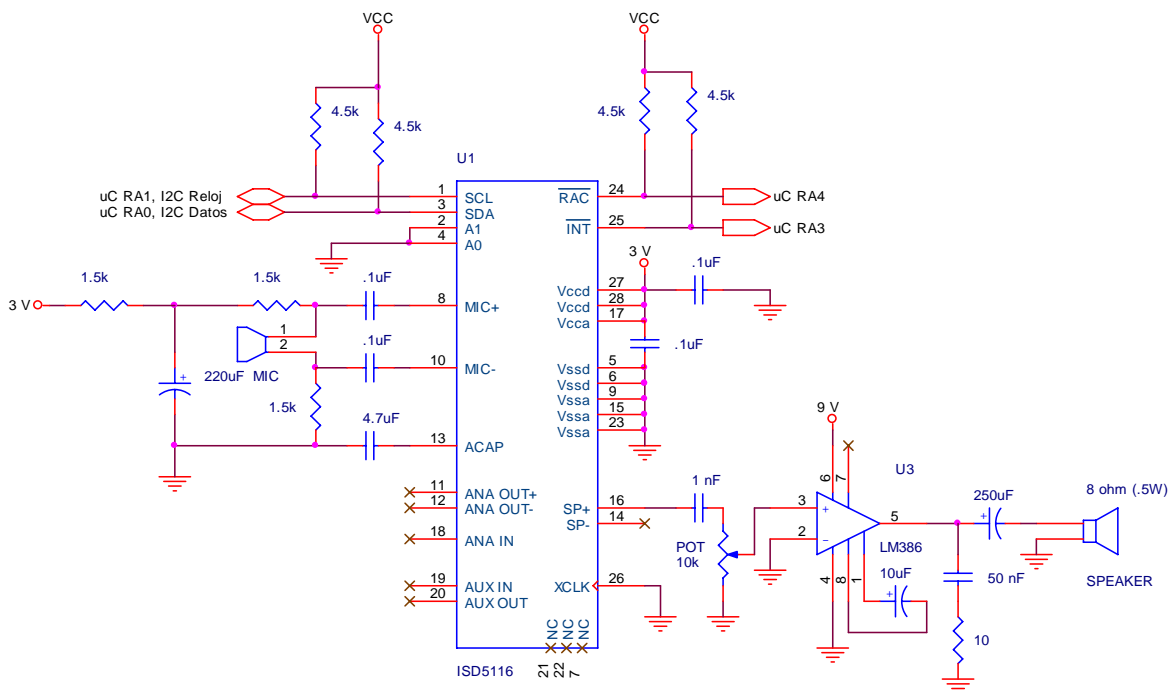 VCC
VCC
4.5k
4.5k
4.5k
4.5k
U1
uC RA1, I2C Reloj
1
SCL
RAC
24
uC RA4
uC RA0, I2C Datos
3
SDA
2
A1
INT
25
uC RA3
4
A0
3 V
1.5k
1.5k
.1uF
3 V
8
MIC+
Vccd
27
.1uF
Vccd
28
Vcca
17
1
2
.1uF
.1uF
220uF
MIC
10
MIC-
Vssd
5
Vssd
6
Vssa
9
1.5k
Vssa
15
4.7uF
Vssa
23
13
ACAP
9 V
11
ANA OUT+
12
ANA OUT-
SP+
16
1 nF
SP-
14
18
ANA IN
POT
10k
6
7
U3
3
+
2
-
5
LM386
4
8
1
10uF
250uF
8 ohm (.5W)
50 nF
SPEAKER
10
19
AUX IN
XCLK
26
20
AUX OUT
NC
NC
NC
21
22
7
ISD5116